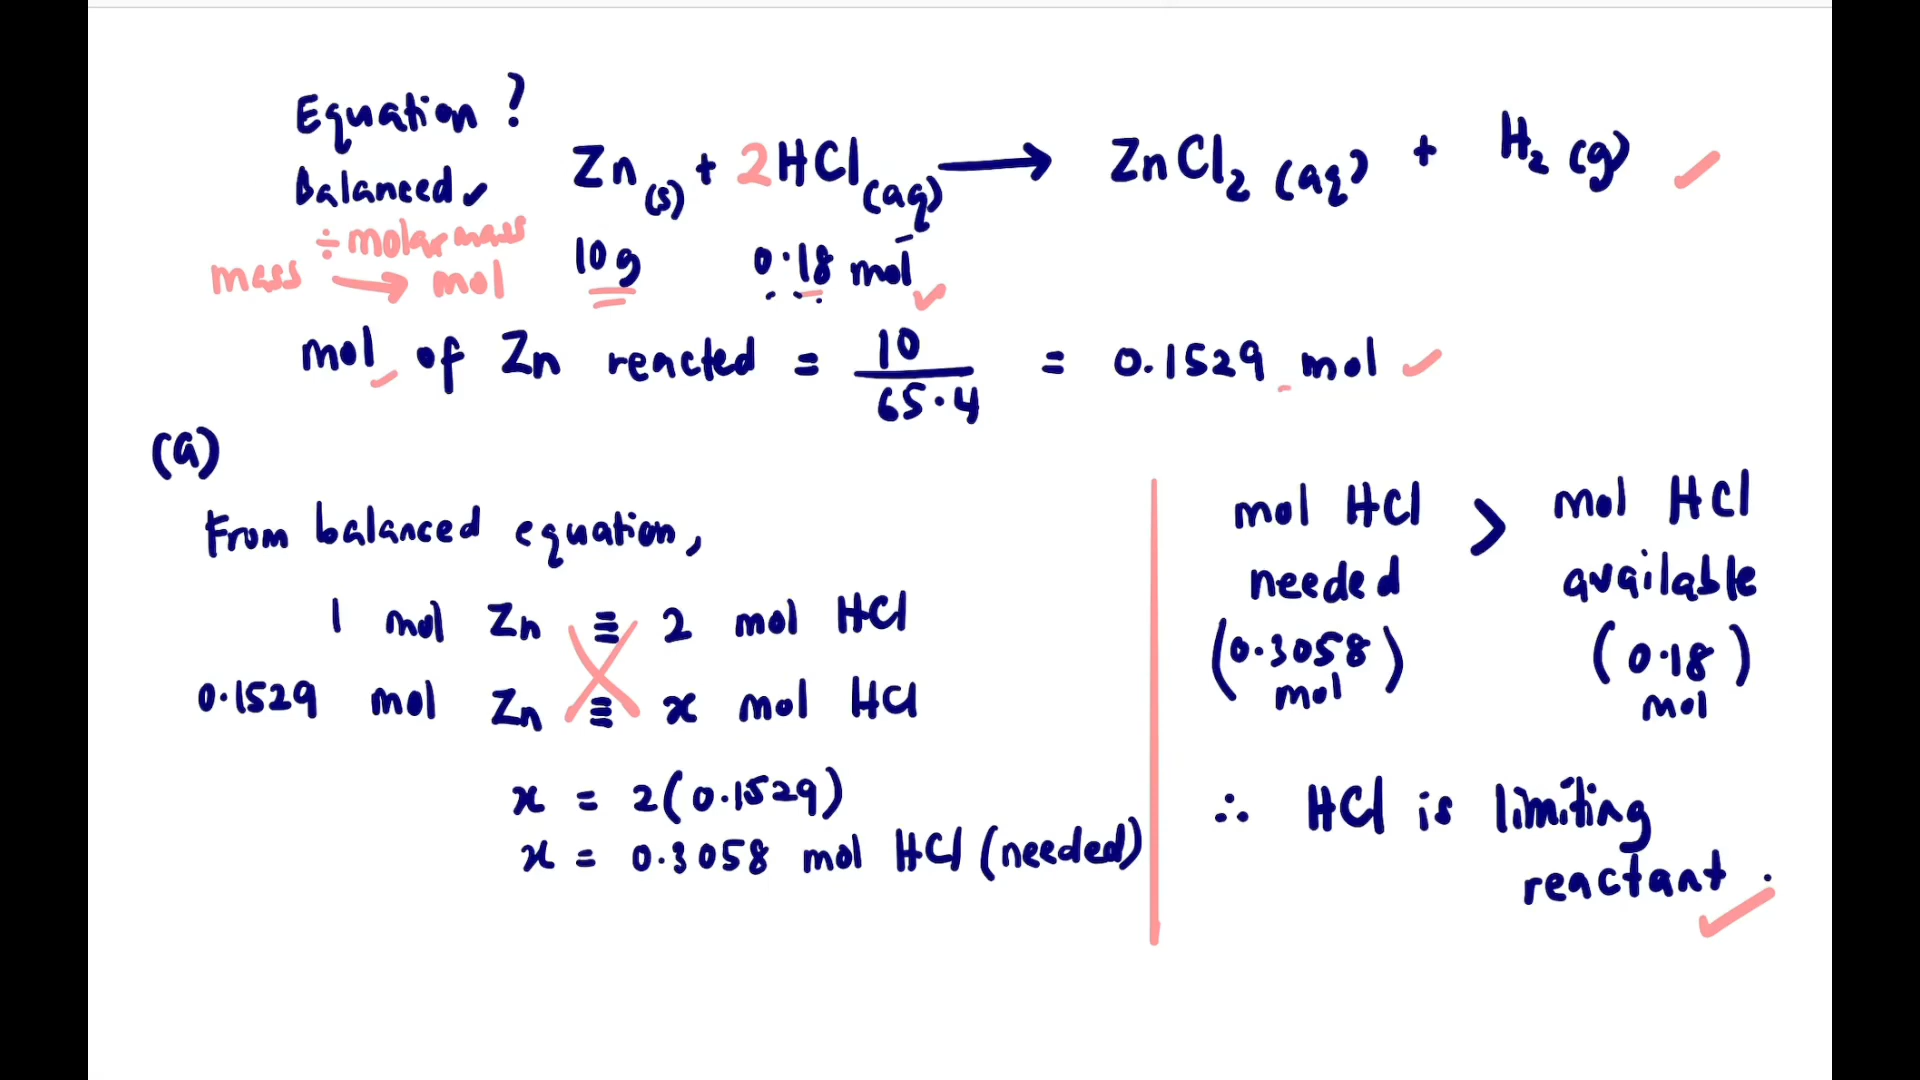 Equation ?
Balanced ✓
Zn (s) + 2HCl (aq) ⟶ ZnCl₂ (aq) + H₂ (g) ✓
÷ molar mass
mass ⟶ mol
10g 0.18 mol ✓
mol of Zn reacted = 10/65.4 = 0.1529 mol ✓
(a)
From balanced equation,
1 mol Zn ≡ 2 mol HCl
0.1529 mol Zn ≡ x mol HCl
x = 2(0.1529)
x = 0.3058 mol HCl (needed)
mol HCl > mol HCl
needed available
(0.3058 mol) (0.18 mol)
∴ HCl is limiting
reactant. ✓